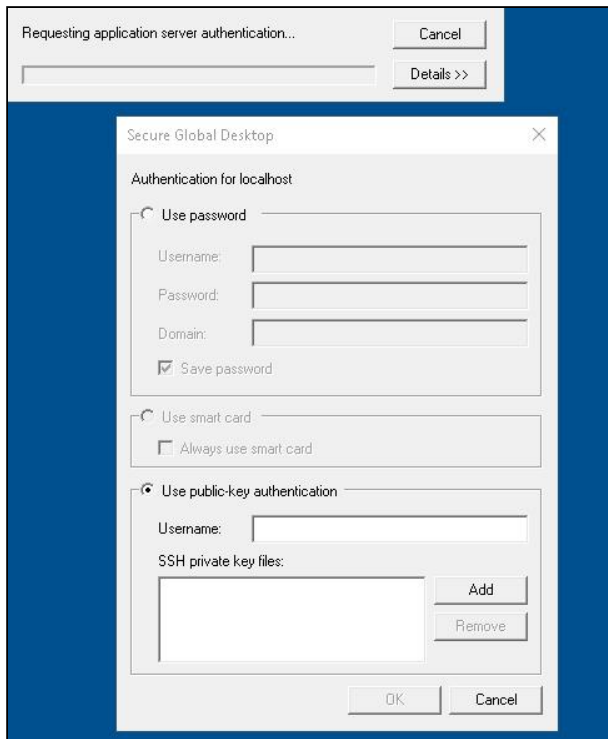 Requesting application server authentication...
Cancel
Details >>
Secure Global Desktop
Authentication for localhost
Use password
Username:
Password:
Domain:
Save password
Use smart card
Always use smart card
Use public-key authentication
Username:
SSH private key files:
Add
Remove
OK
Cancel